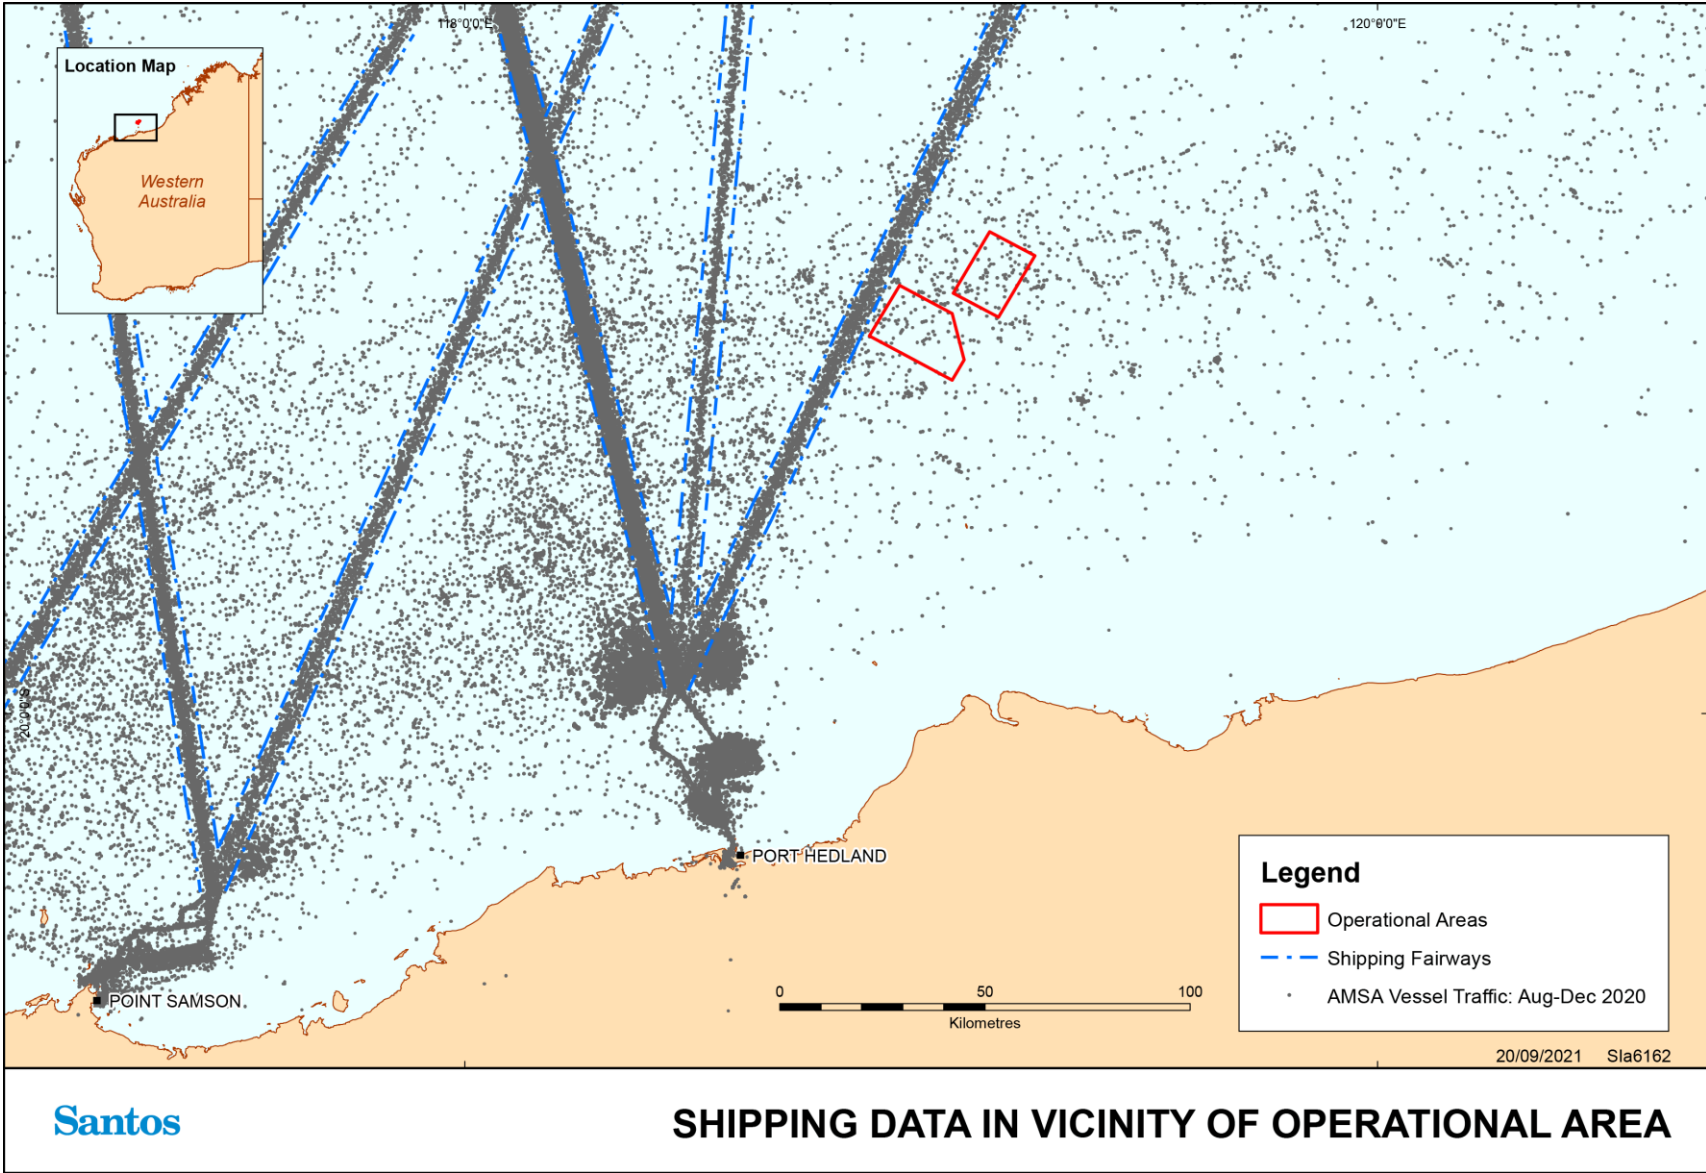 118°0'0"E
120°0'0"E
Location Map
Western
Australia
20°0'0"S
PORT HEDLAND
POINT SAMSON
0 50 100
Kilometres
Legend
Operational Areas
Shipping Fairways
AMSA Vessel Traffic: Aug-Dec 2020
20/09/2021 Sla6162
Santos
SHIPPING DATA IN VICINITY OF OPERATIONAL AREA